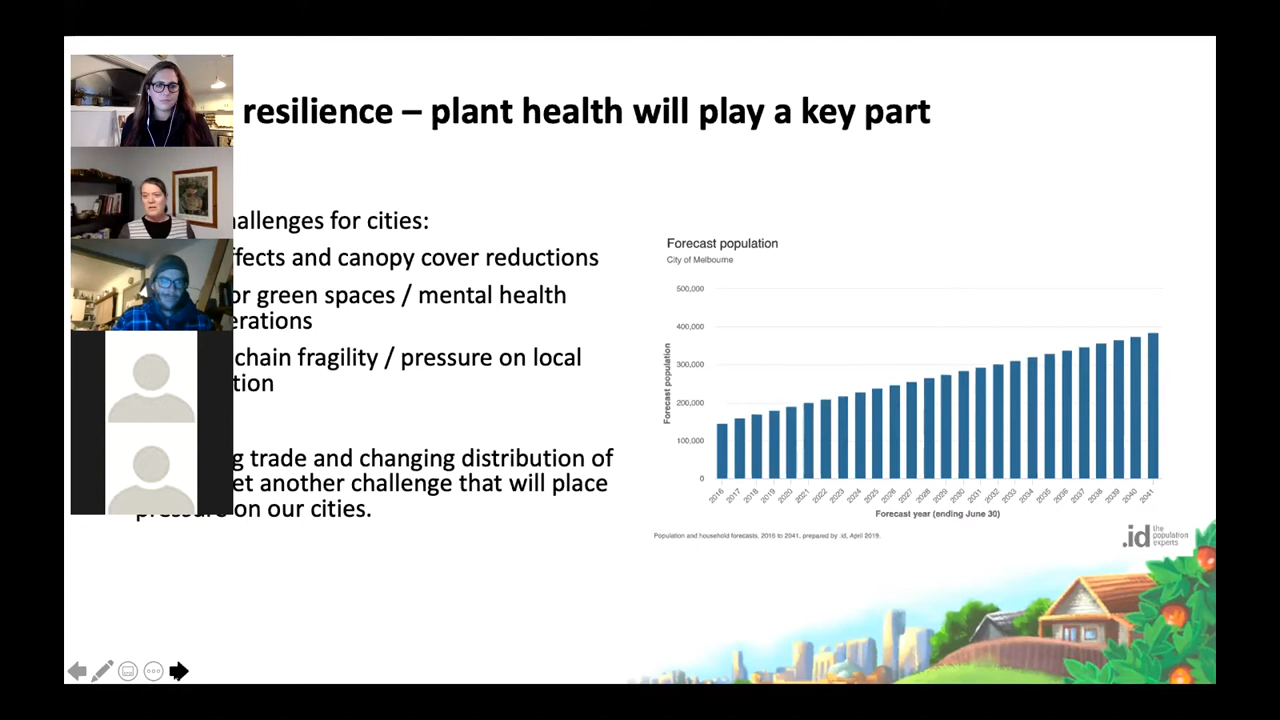 resilience – plant health will play a key part
hallenges for cities:
ffects and canopy cover reductions
or green spaces / mental health
erations
chain fragility / pressure on local
tion
g trade and changing distribution of
et another challenge that will place
on our cities.
Forecast population
City of Melbourne
500,000
400,000
300,000
200,000
100,000
0
Forecast population
2016 2017 2018 2019 2020 2021 2022 2023 2024 2025 2026 2027 2028 2029 2030 2031 2032 2033 2034 2035 2036 2037 2038 2039 2040 2041
Forecast year (ending June 30)
Population and household forecasts, 2016 to 2041, prepared by .id, April 2019.
.id the
population
experts